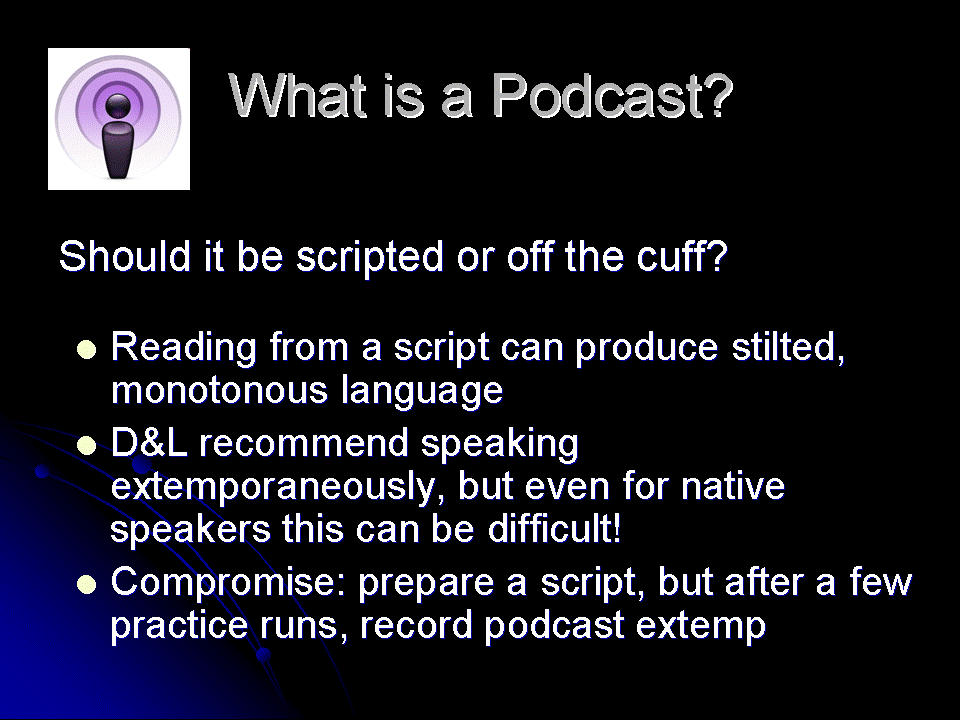 What is a Podcast?
Should it be scripted or off the cuff?
Reading from a script can produce stilted,
monotonous language
D&L recommend speaking
extemporaneously, but even for native
speakers this can be difficult!
Compromise: prepare a script, but after a few
practice runs, record podcast extemp